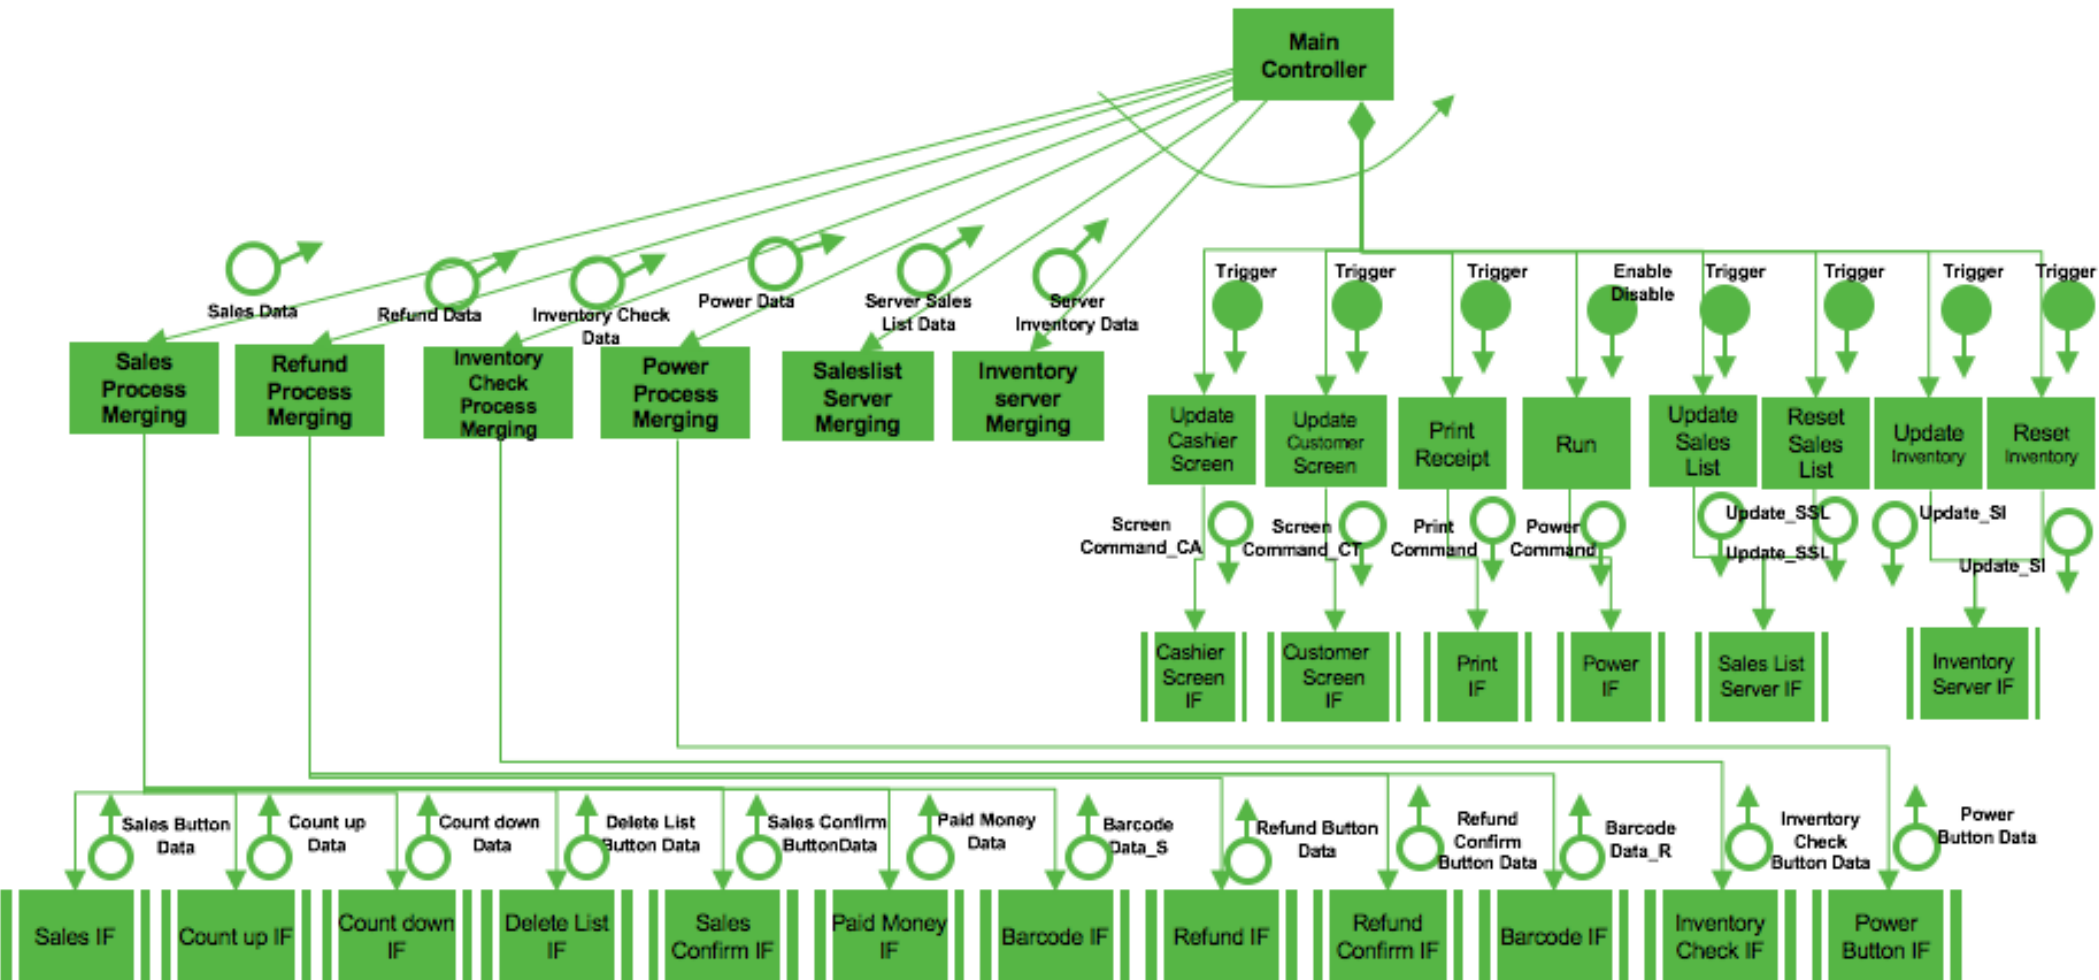 Main
Controller
Sales Data
Refund Data
Inventory Check
Data
Power Data
Server Sales
List Data
Server
Inventory Data
Trigger
Trigger
Trigger
Enable
Disable
Trigger
Trigger
Trigger
Trigger
Sales
Process
Merging
Refund
Process
Merging
Inventory
Check
Process
Merging
Power
Process
Merging
Saleslist
Server
Merging
Inventory
server
Merging
Update
Cashier
Screen
Update
Customer
Screen
Print
Receipt
Run
Update
Sales
List
Reset
Sales
List
Update
Inventory
Reset
Inventory
Screen
Command_CA
Screen
Command_CT
Print
Command
Power
Command
Update_SSL
Update_SSL
Update_SI
Update_SI
Cashier
Screen
IF
Customer
Screen
IF
Print
IF
Power
IF
Sales List
Server IF
Inventory
Server IF
Sales Button
Data
Count up
Data
Count down
Data
Delete List
Button Data
Sales Confirm
ButtonData
Paid Money
Data
Barcode
Data_S
Refund Button
Data
Refund
Confirm
Button Data
Barcode
Data_R
Inventory
Check
Button Data
Power
Button Data
Sales IF
Count up IF
Count down
IF
Delete List
IF
Sales
Confirm IF
Paid Money
IF
Barcode IF
Refund IF
Refund
Confirm IF
Barcode IF
Inventory
Check IF
Power
Button IF